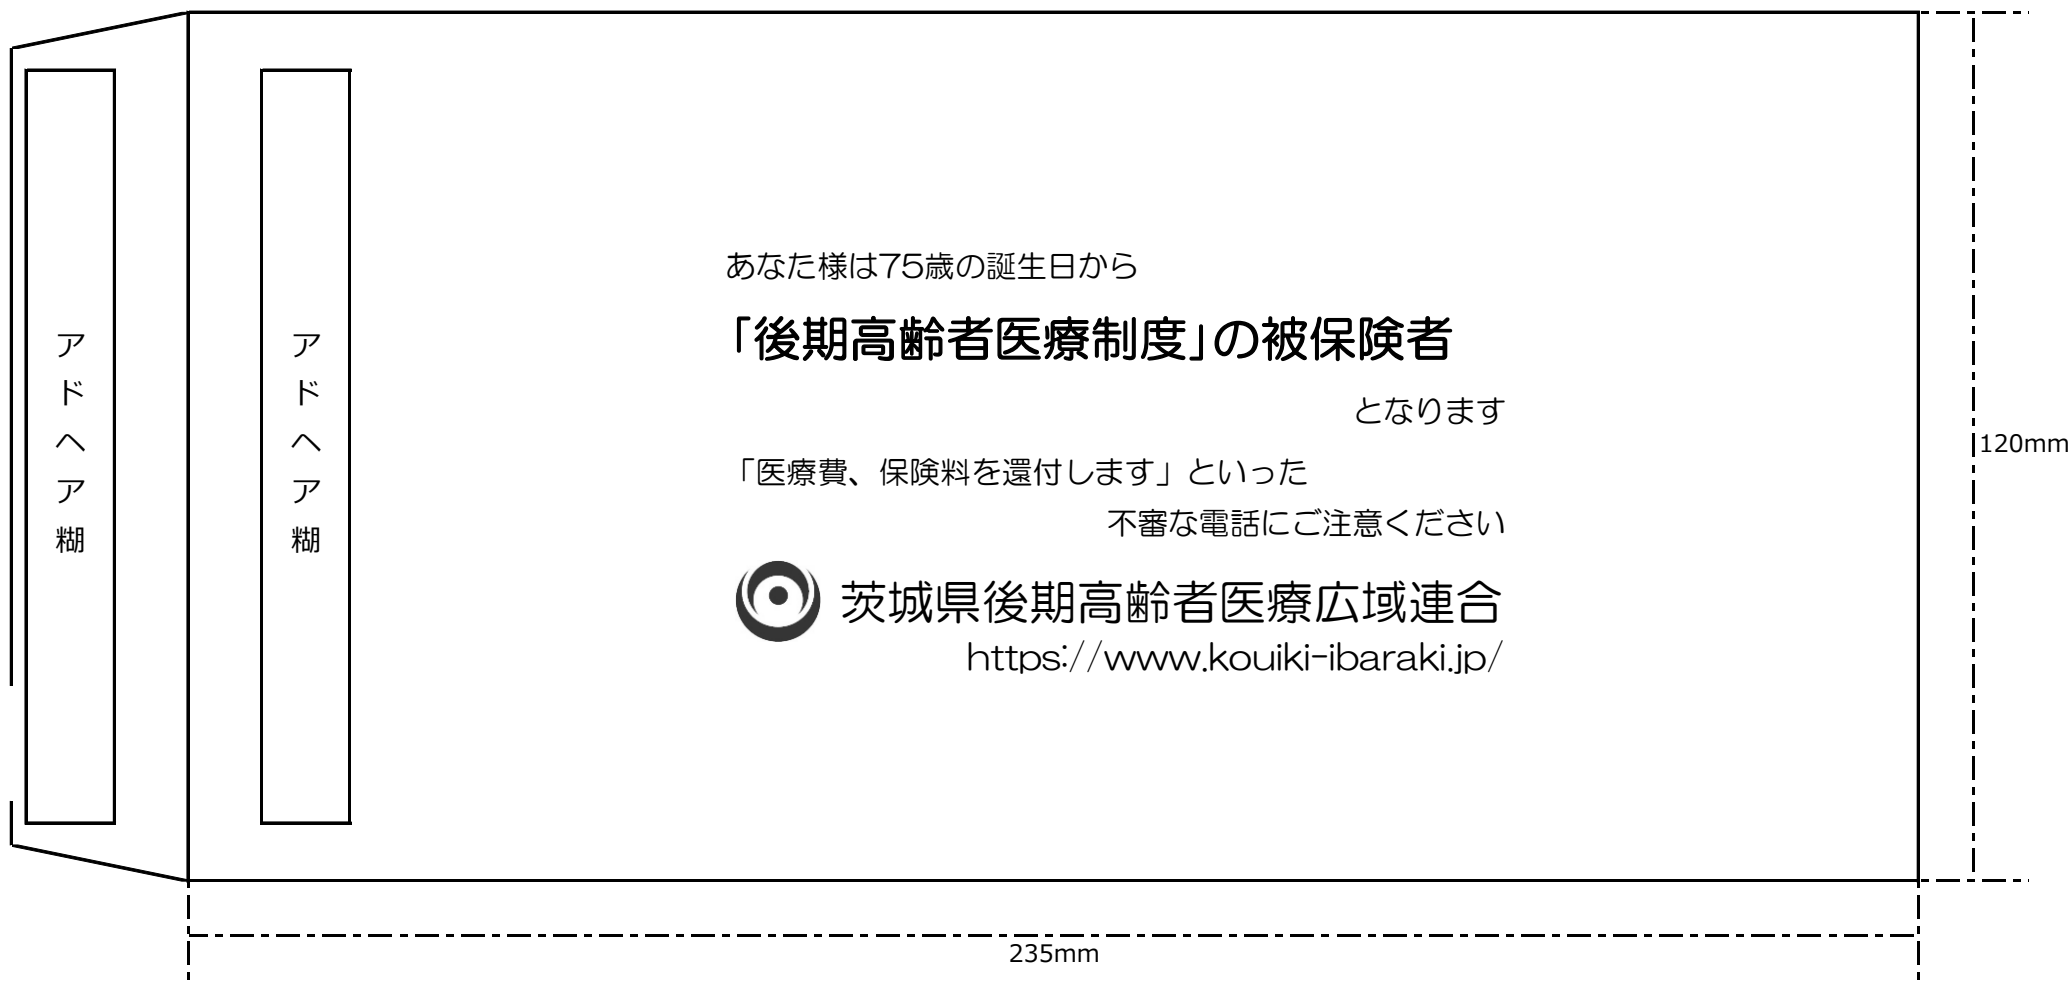 アドヘア糊
アドヘア糊
あなた様は75歳の誕生日から
「後期高齢者医療制度」の被保険者
となります
「医療費、保険料を還付します」といった
不審な電話にご注意ください
茨城県後期高齢者医療広域連合
https://www.kouiki-ibaraki.jp/
120mm
235mm